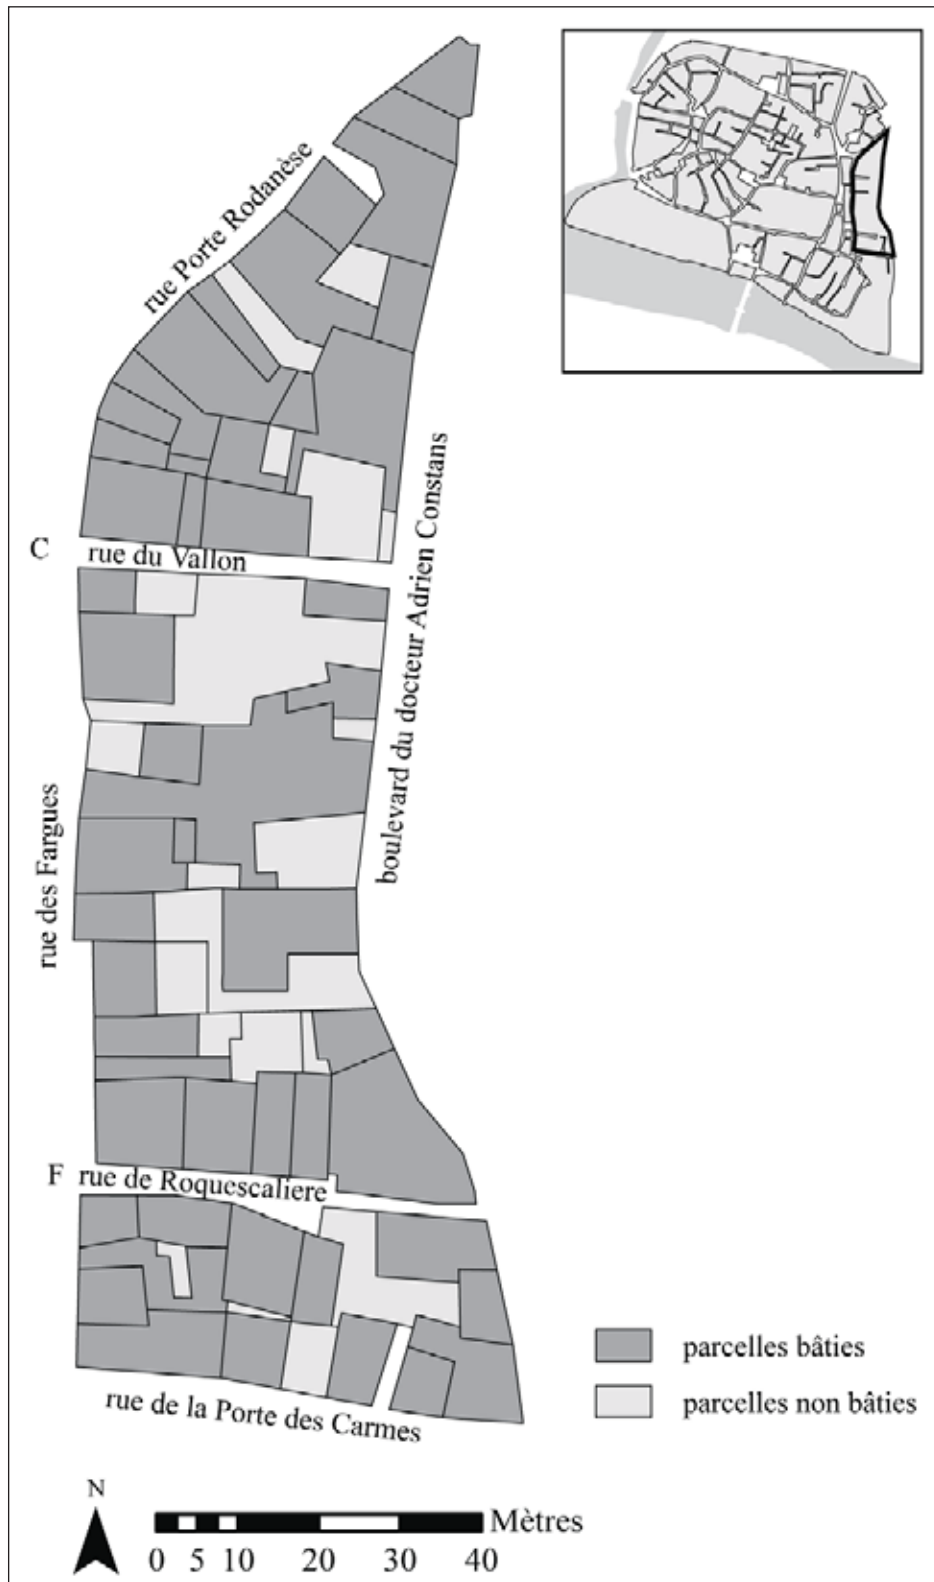 rue Porte Rodanèse
C rue du Vallon
boulevard du docteur Adrien Constans
rue des Fargues
F rue de Roquescaliere
rue de la Porte des Carmes
parcelles bâties
parcelles non bâties
N
Mètres
0 5 10 20 30 40